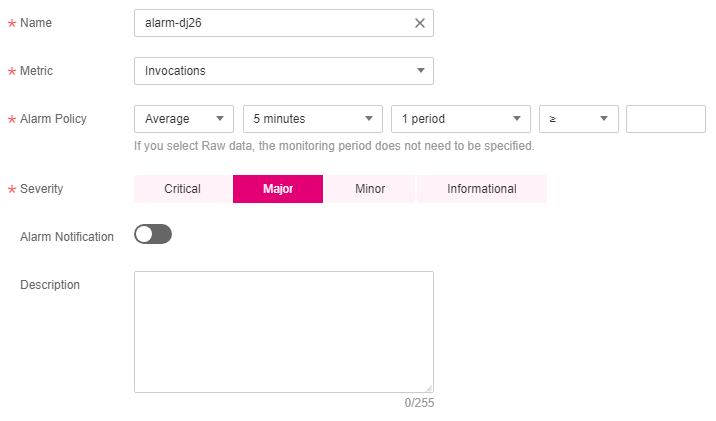 * Name alarm-dj26
* Metric Invocations
* Alarm Policy Average 5 minutes 1 period ≥
If you select Raw data, the monitoring period does not need to be specified.
* Severity Critical Major Minor Informational
Alarm Notification
Description
0/255